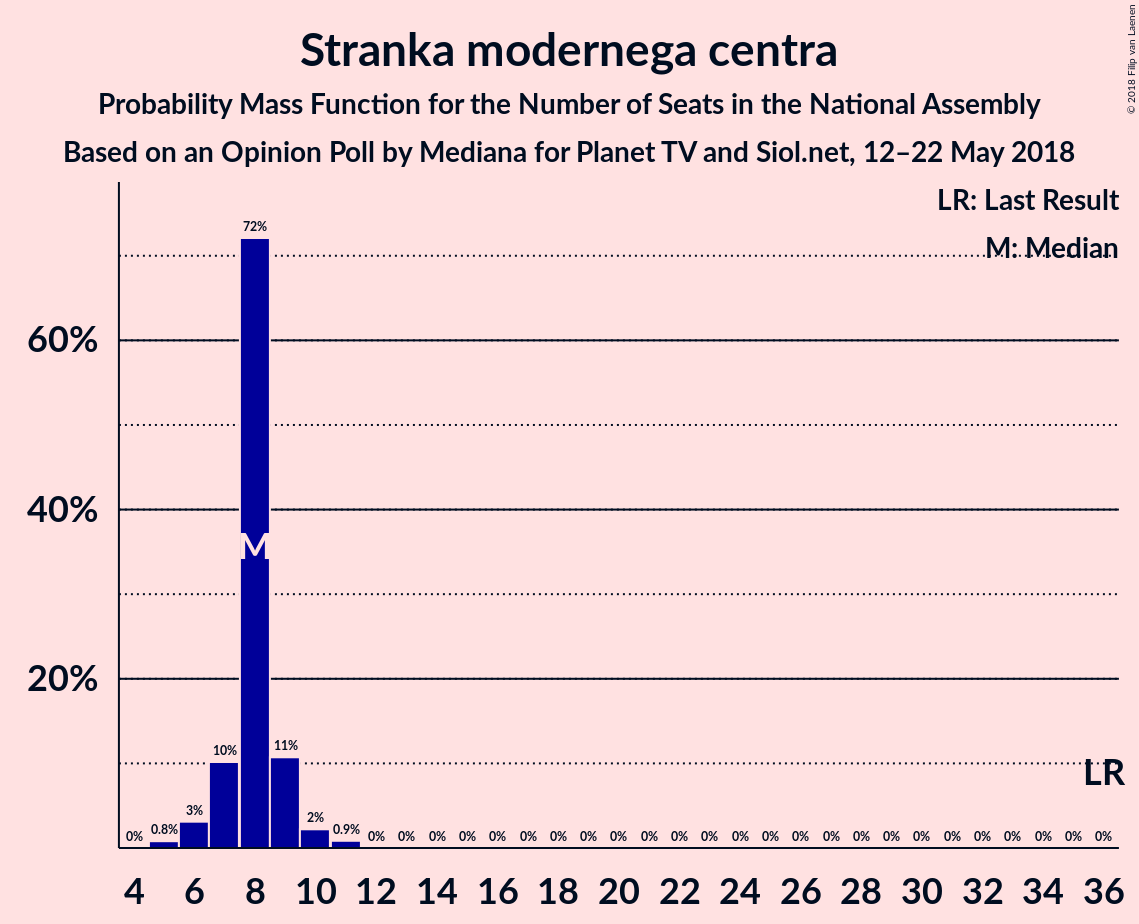 Stranka modernega centra
Probability Mass Function for the Number of Seats in the National Assembly
Based on an Opinion Poll by Mediana for Planet TV and Siol.net, 12–22 May 2018
© 2018 Filip van Laenen
LR: Last Result
M: Median
72%
60%
40%
M
20%
10% 11%
LR
0% 0.8% 3% 2% 0.9% 0% 0% 0% 0% 0% 0% 0% 0% 0% 0% 0% 0% 0% 0% 0% 0% 0% 0% 0% 0% 0% 0% 0% 0% 0%
4 6 8 10 12 14 16 18 20 22 24 26 28 30 32 34 36